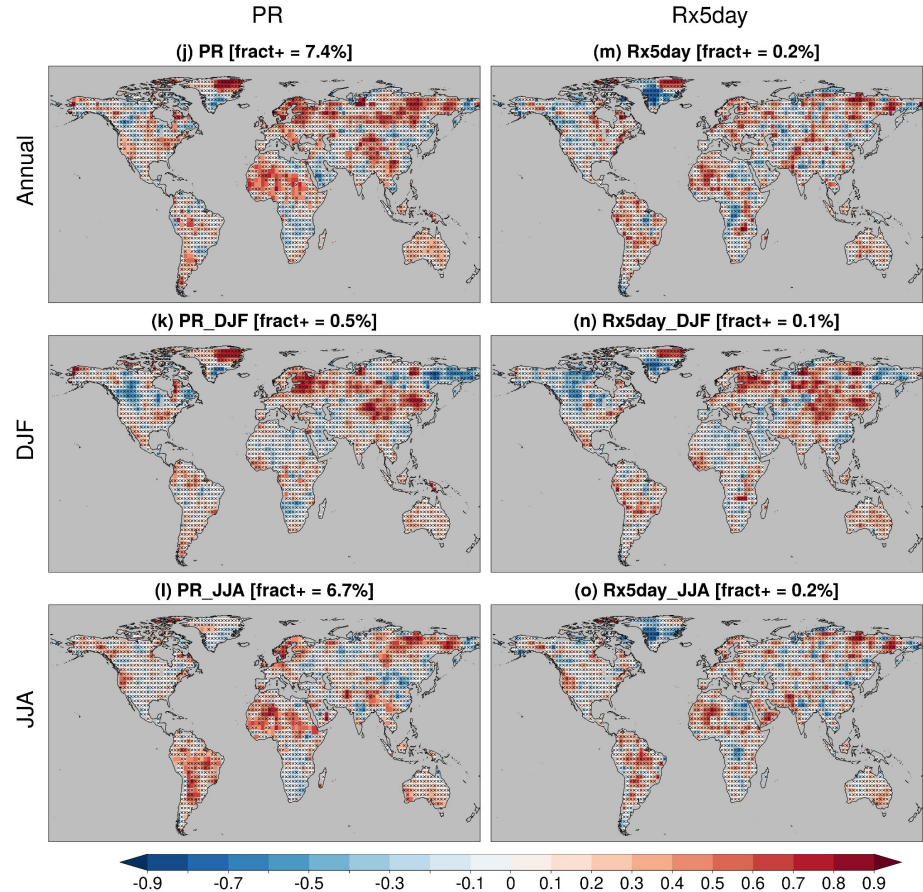 PR
Rx5day
(j) PR [fract+ = 7.4%]
(m) Rx5day [fract+ = 0.2%]
Annual
(k) PR_DJF [fract+ = 0.5%]
(n) Rx5day_DJF [fract+ = 0.1%]
DJF
(l) PR_JJA [fract+ = 6.7%]
(o) Rx5day_JJA [fract+ = 0.2%]
JJA
-0.9 -0.7 -0.5 -0.3 -0.1 0 0.1 0.2 0.3 0.4 0.5 0.6 0.7 0.8 0.9